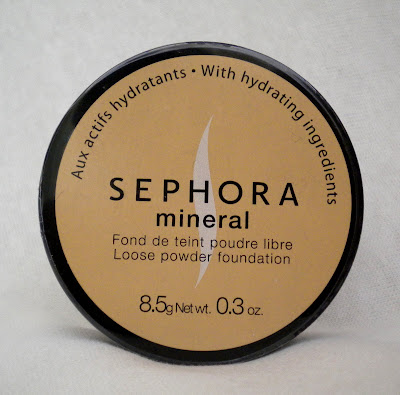 Aux actifs hydratants • With hydrating ingredients
SEPHORA
mineral
Fond de teint poudre libre
Loose powder foundation
8.5g Net wt. 0.3 oz.